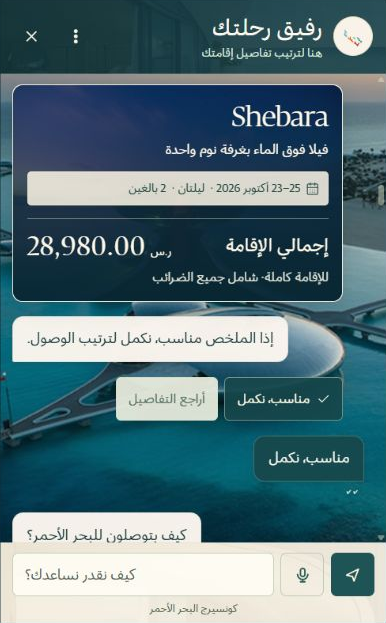 رفيق رحلتك
هنا لترتيب تفاصيل إقامتك
Shebara
فيلا فوق الماء بغرفة نوم واحدة
23–25 أكتوبر 2026 · ليلتان · 2 بالغين
إجمالي الإقامة
28,980.00 ر.س
للإقامة كاملة· شامل جميع الضرائب
إذا الملخص مناسب، نكمل لترتيب الوصول.
مناسب، نكمل
أراجع التفاصيل
مناسب، نكمل
كيف بتوصلون للبحر الأحمر؟
كيف نقدر نساعدك؟
كونسيرج البحر الأحمر